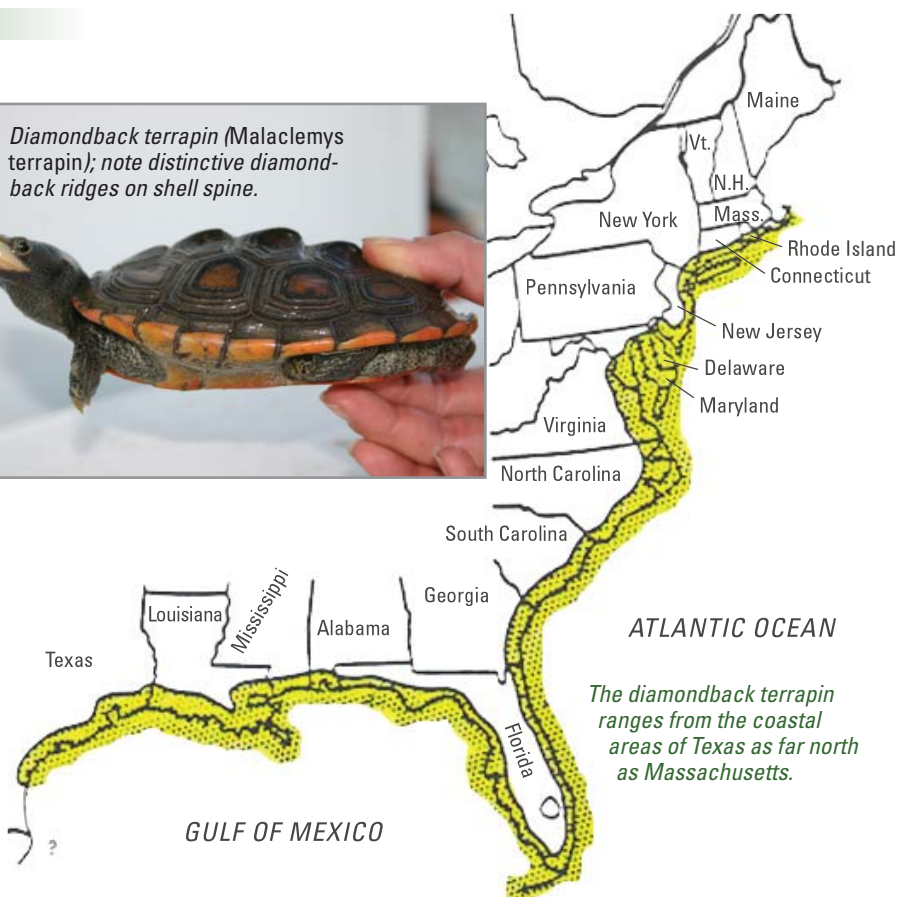 Diamondback terrapin (Malaclemys
terrapin); note distinctive diamond-
back ridges on shell spine.
Maine
Vt.
N.H.
New York
Mass.
Rhode Island
Connecticut
Pennsylvania
New Jersey
Delaware
Maryland
Virginia
North Carolina
South Carolina
Georgia
Mississippi
Louisiana
Alabama
Texas
ATLANTIC OCEAN
The diamondback terrapin
ranges from the coastal
areas of Texas as far north
as Massachusetts.
Florida
GULF OF MEXICO
?